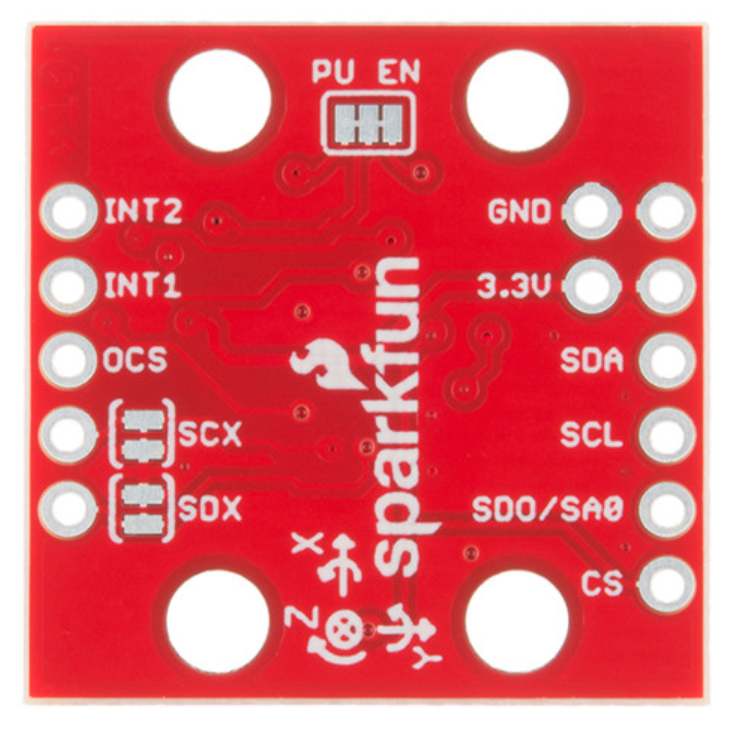 PU EN
INT2
GND
INT1
3.3V
OCS
SDA
SCX
SCL
SDX
SDO/SA0
CS
sparkfun
X
Z
Y